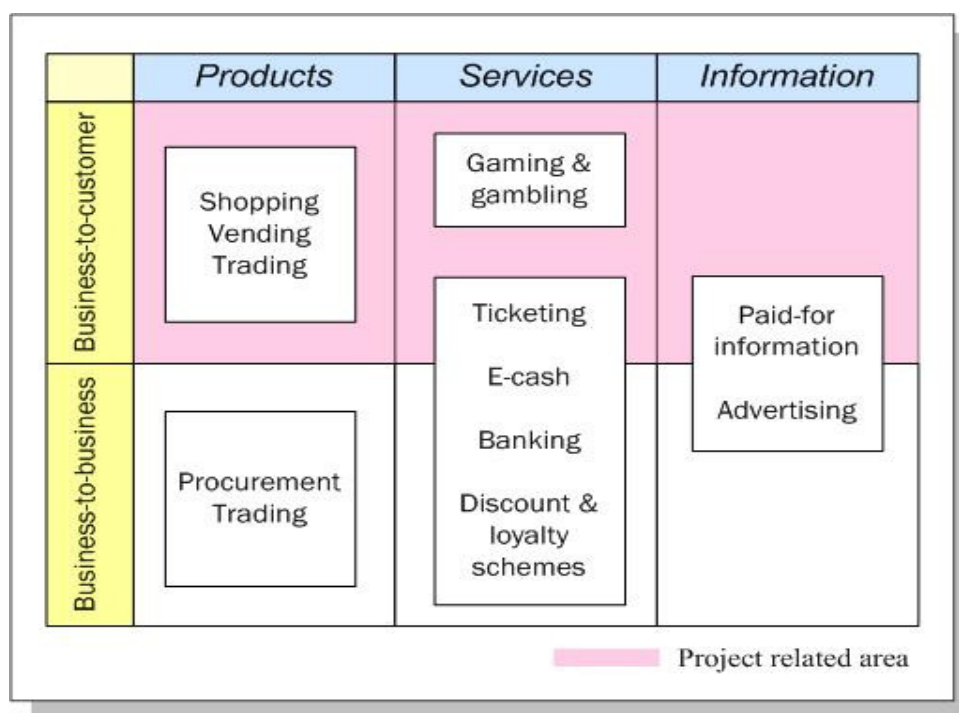 Products
Services
Information
Business-to-customer
Shopping
Vending
Trading
Gaming &
gambling
Ticketing
E-cash
Banking
Discount &
loyalty
schemes
Paid-for
information
Advertising
Business-to-business
Procurement
Trading
Project related area